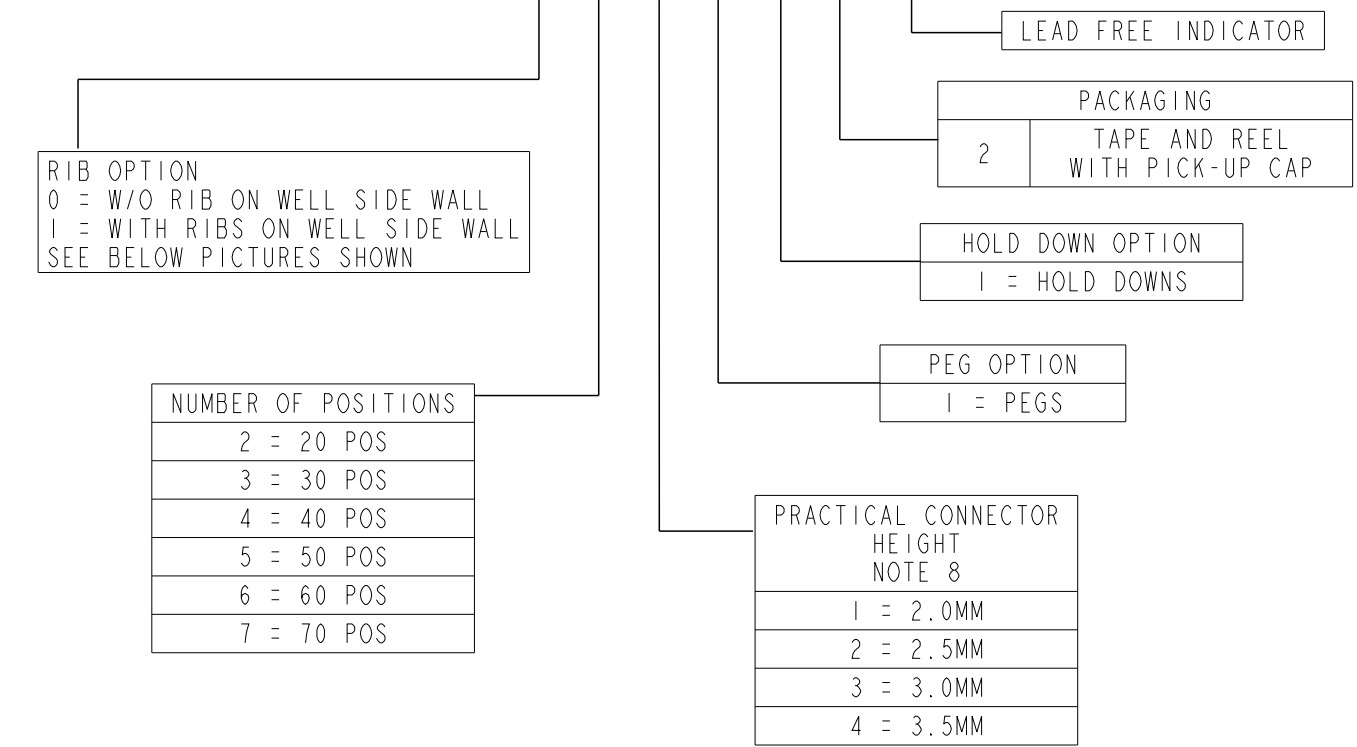 LEAD FREE INDICATOR
PACKAGING
2
TAPE AND REEL
WITH PICK-UP CAP
RIB OPTION
0 = W/O RIB ON WELL SIDE WALL
1 = WITH RIBS ON WELL SIDE WALL
SEE BELOW PICTURES SHOWN
HOLD DOWN OPTION
1 = HOLD DOWNS
PEG OPTION
1 = PEGS
NUMBER OF POSITIONS
2 = 20 POS
3 = 30 POS
4 = 40 POS
5 = 50 POS
6 = 60 POS
7 = 70 POS
PRACTICAL CONNECTOR
HEIGHT
NOTE 8
1 = 2.0MM
2 = 2.5MM
3 = 3.0MM
4 = 3.5MM